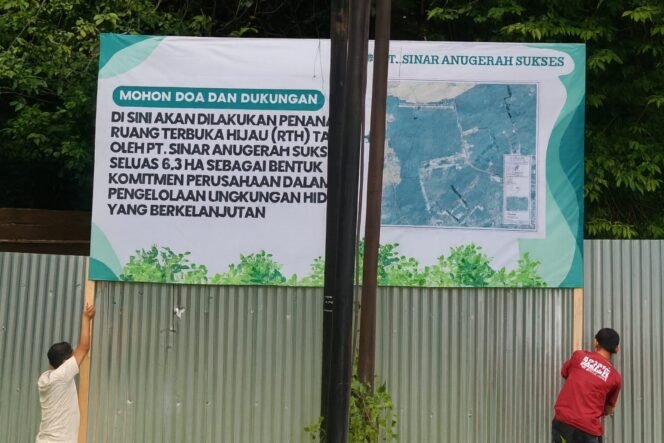 PT. SINAR ANUGERAH SUKSES
MOHON DOA DAN DUKUNGAN
DI SINI AKAN DILAKUKAN PENANA
RUANG TERBUKA HIJAU (RTH) TA
OLEH PT. SINAR ANUGERAH SUKS
SELUAS 6,3 HA SEBAGAI BENTUK
KOMITMEN PERUSAHAAN DALAM
PENGELOLAAN LINGKUNGAN HID
YANG BERKELANJUTAN